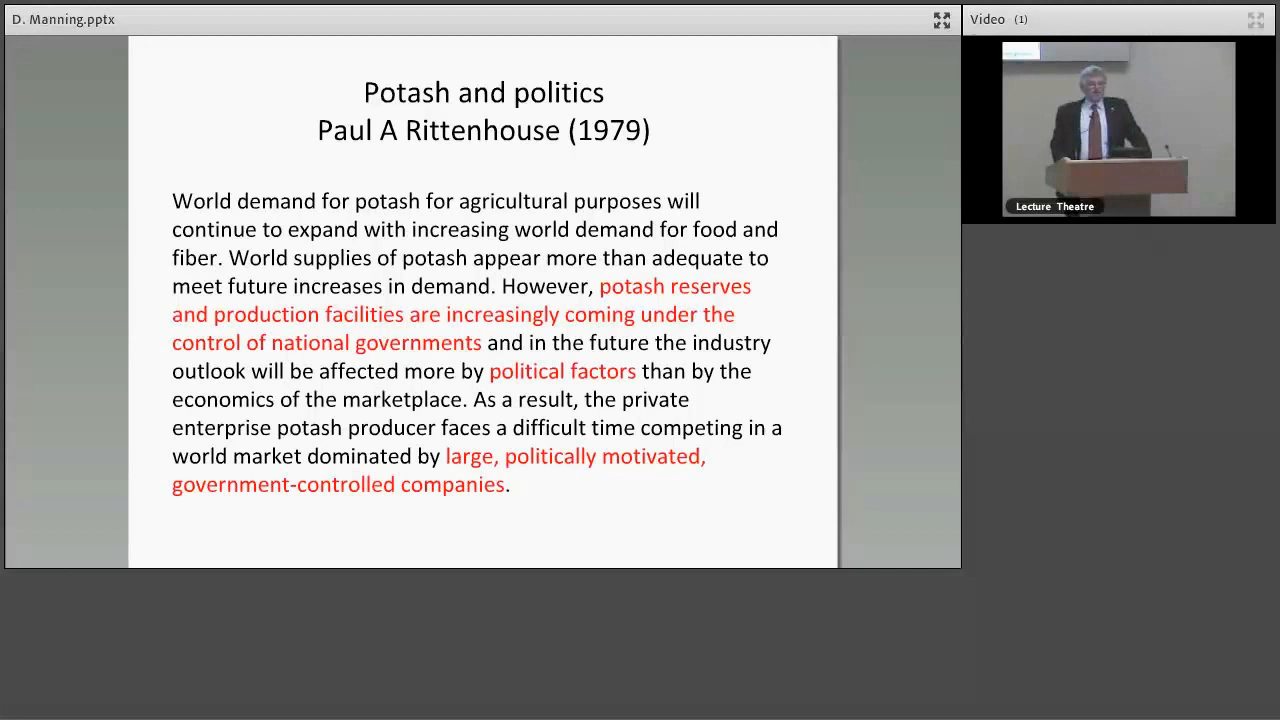 D. Manning.pptx
Video (1)
Potash and politics
Paul A Rittenhouse (1979)
World demand for potash for agricultural purposes will
continue to expand with increasing world demand for food and
fiber. World supplies of potash appear more than adequate to
meet future increases in demand. However, potash reserves
and production facilities are increasingly coming under the
control of national governments and in the future the industry
outlook will be affected more by political factors than by the
economics of the marketplace. As a result, the private
enterprise potash producer faces a difficult time competing in a
world market dominated by large, politically motivated,
government-controlled companies.
Lecture Theatre